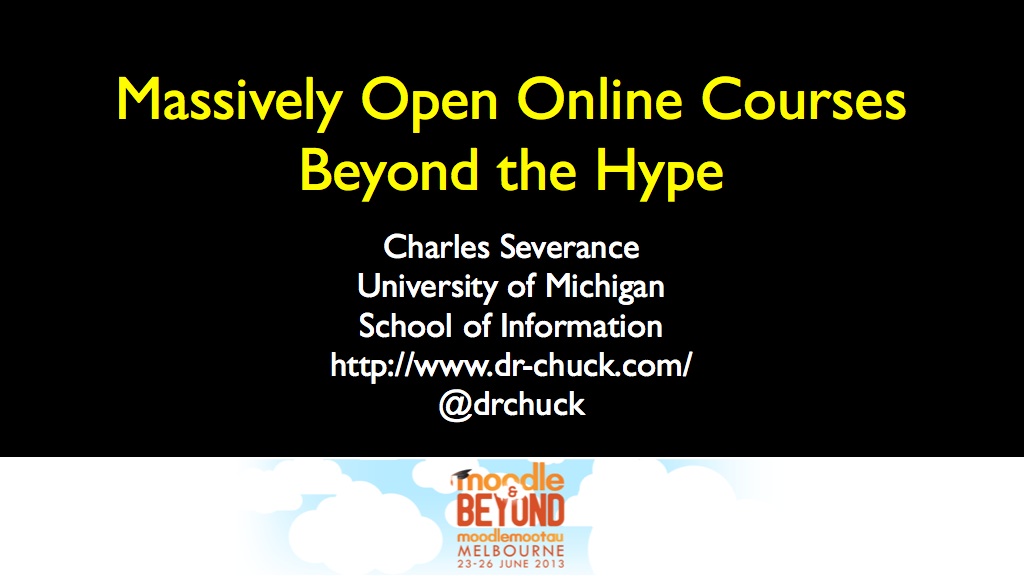 Massively Open Online Courses
Beyond the Hype
Charles Severance
University of Michigan
School of Information
http://www.dr-chuck.com/
@drchuck
moodle
&
BEYOND
moodlemootau
MELBOURNE
23-26 JUNE 2013